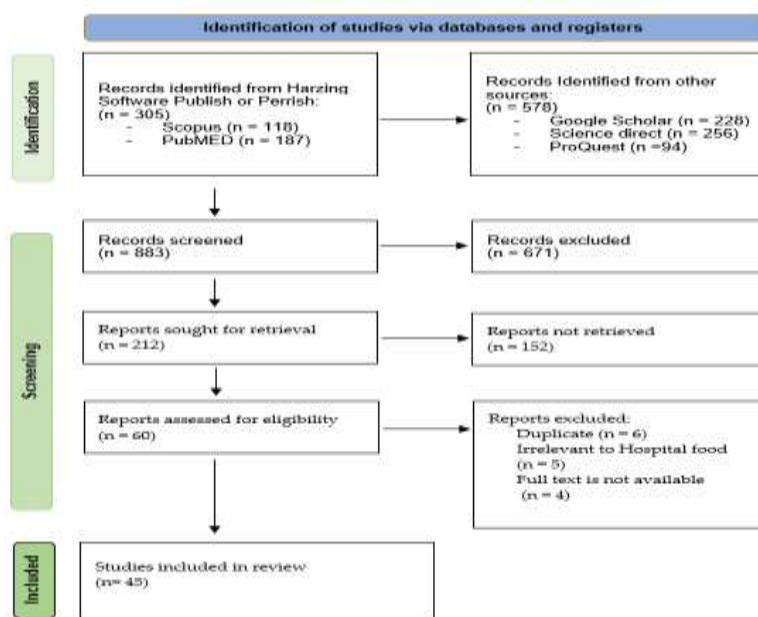 Identification of studies via databases and registers
Identification
Records identified from Harzing
Software Publish or Perrish:
(n = 305)
- Scopus (n = 118)
- PubMED (n = 187)
Records Identified from other
sources:
(n = 578)
- Google Scholar (n = 228)
- Science direct (n = 256)
- ProQuest (n =94)
Screening
Records screened
(n = 883)
Records excluded
(n = 671)
Reports sought for retrieval
(n = 212)
Reports not retrieved
(n = 152)
Reports assessed for eligibility
(n = 60)
Reports excluded:
Duplicate (n = 6)
Irrelevant to Hospital food
(n = 5)
Full text is not available
(n = 4)
Included
Studies included in review
(n= 45)